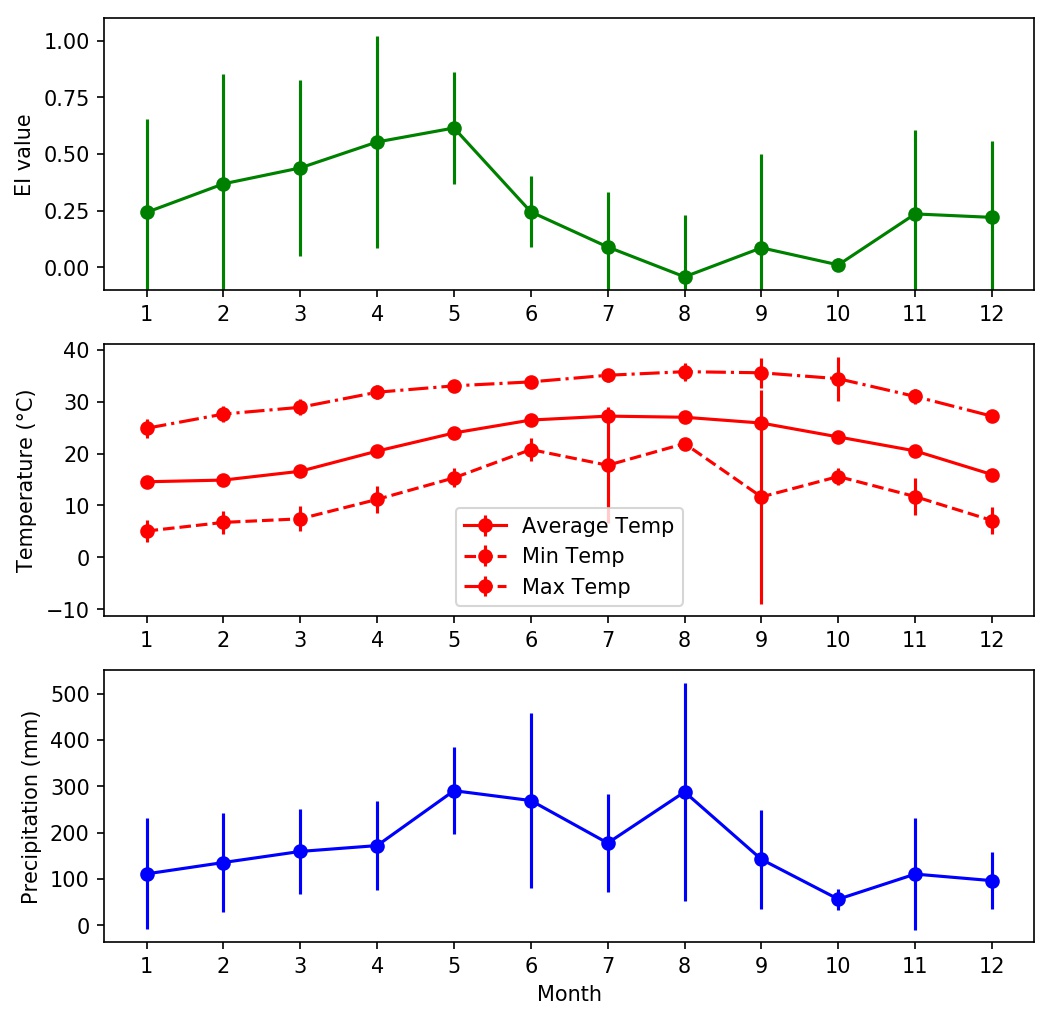 1.00
0.75
0.50
0.25
0.00
EI value
1 2 3 4 5 6 7 8 9 10 11 12
40
30
20
10
0
−10
Temperature (°C)
Average Temp
Min Temp
Max Temp
1 2 3 4 5 6 7 8 9 10 11 12
500
400
300
200
100
0
Precipitation (mm)
1 2 3 4 5 6 7 8 9 10 11 12
Month